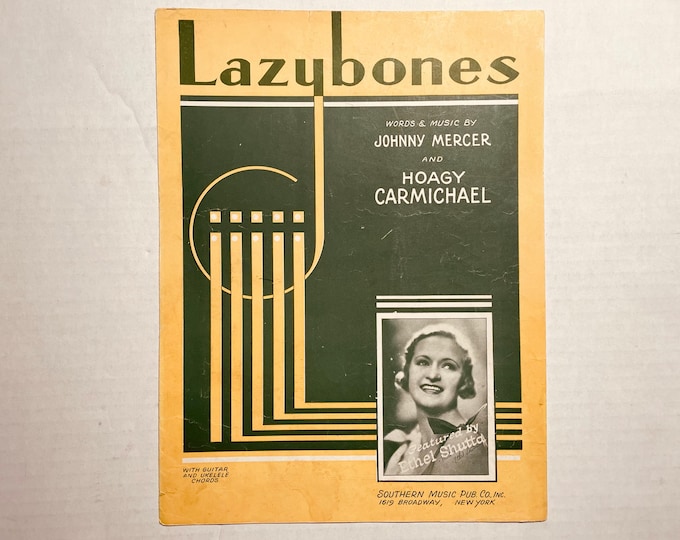 Lazybones
WORDS & MUSIC BY
JOHNNY MERCER
AND
HOAGY
CARMICHAEL
Featured by
Ethel Shutta
WITH GUITAR
AND UKELELE
CHORDS
SOUTHERN MUSIC PUB. CO., INC.
1619 BROADWAY, NEW YORK